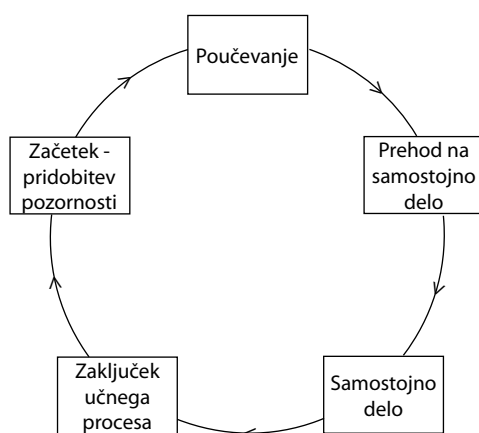 Poučevanje
Začetek -
pridobitev
pozornosti
Prehod na
samostojno
delo
Zaključek
učnega
procesa
Samostojno
delo